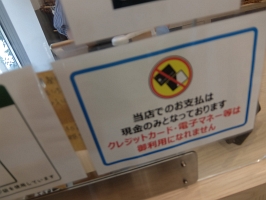 当店でのお支払は
現金のみとなっております
クレジットカード・電子マネー等は
御利用になれません